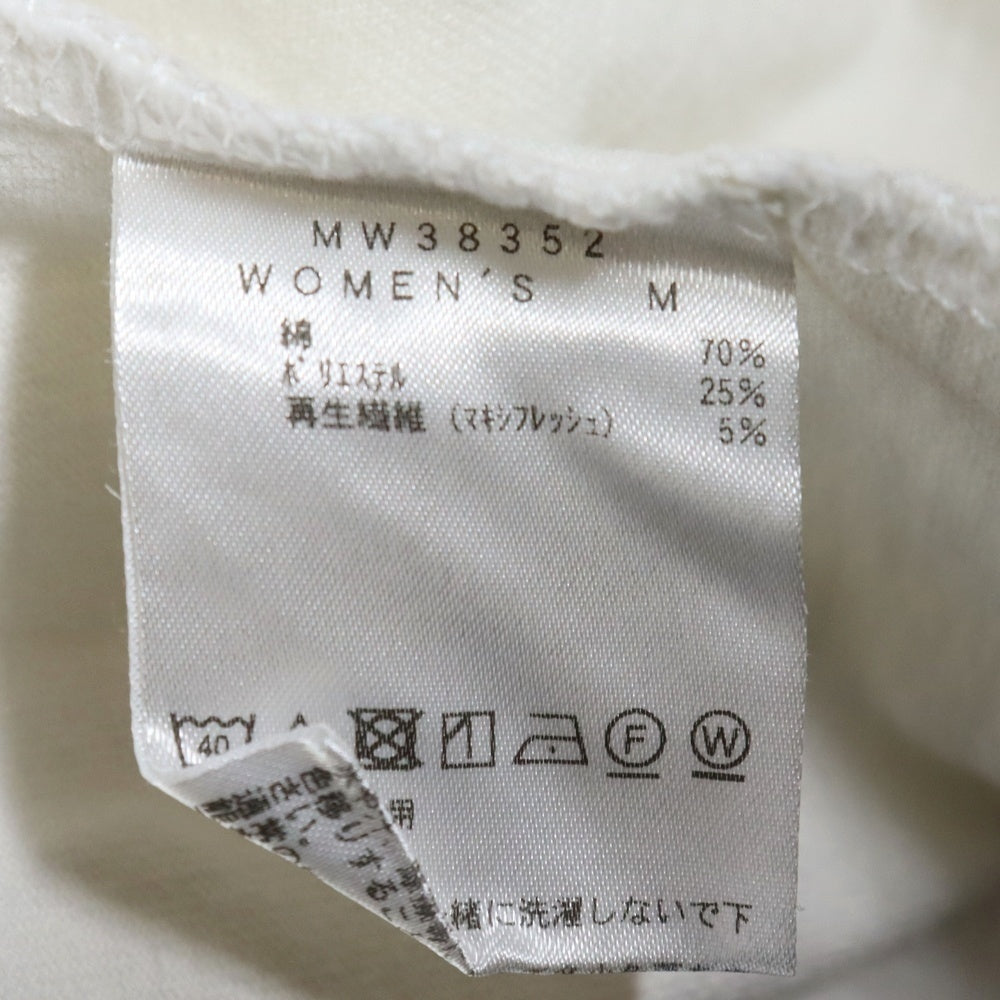 MW38352
WOMEN'S M
綿 70%
ポリエステル 25%
再生繊維 (マキシフレッシュ) 5%
40 F W
用
緒に洗濯しないで下